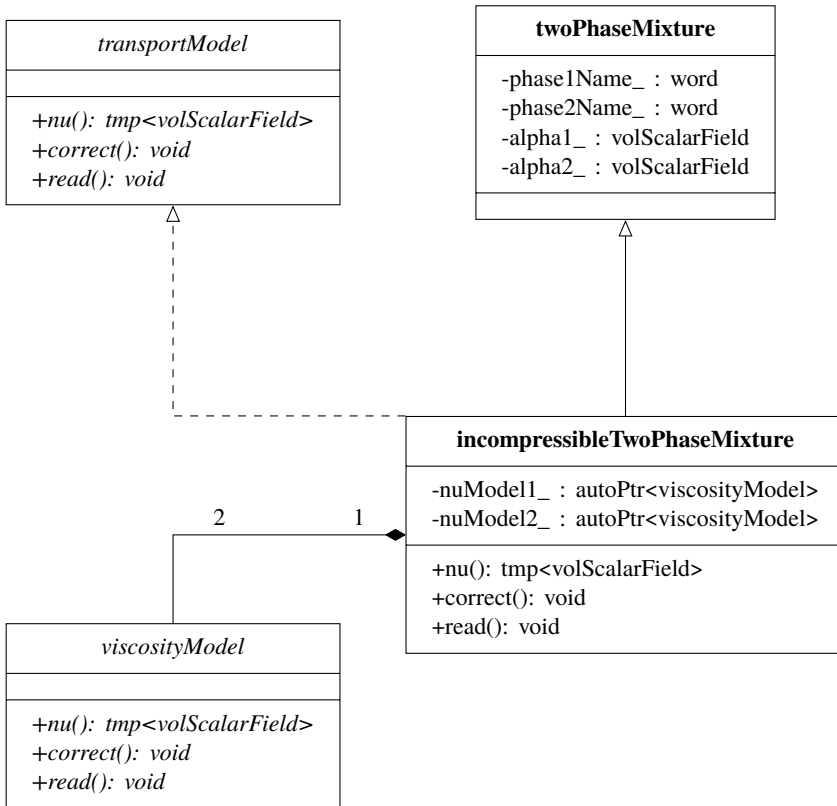 transportModel
+nu(): tmp<volScalarField>
+correct(): void
+read(): void
twoPhaseMixture
-phase1Name_ : word
-phase2Name_ : word
-alpha1_ : volScalarField
-alpha2_ : volScalarField
incompressibleTwoPhaseMixture
-nuModel1_ : autoPtr<viscosityModel>
-nuModel2_ : autoPtr<viscosityModel>
+nu(): tmp<volScalarField>
+correct(): void
+read(): void
2 1
viscosityModel
+nu(): tmp<volScalarField>
+correct(): void
+read(): void